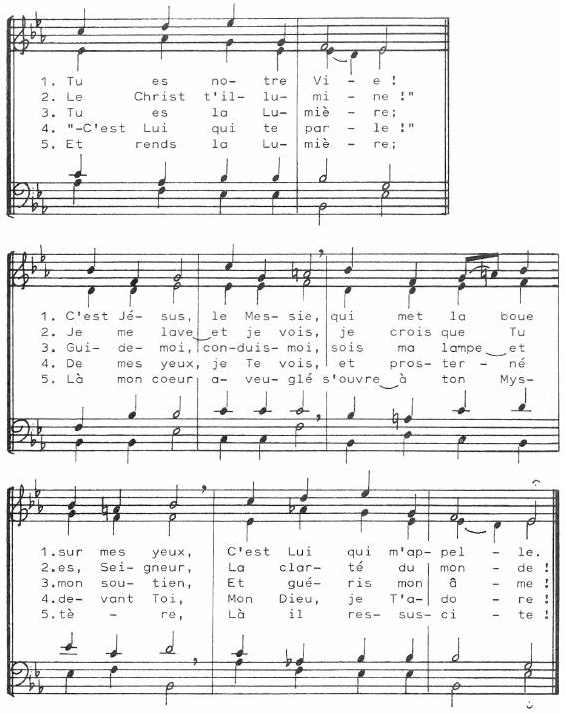 1. Tu es no- tre Vi - e !
2. Le Christ t'il- lu- mi - ne !"
3. Tu es la Lu- miè - re;
4. "-C'est Lui qui te par- le !"
5. Et rends la Lu- miè - re;
1. C'est Jé- sus, le Mes- sie, qui met la boue
2. Je me lave et je vois, je crois que Tu
3. Gui- de- moi, con-duis- moi, sois ma lampe et
4. De mes yeux, je Te vois, et pros- ter - né
5. Là mon coeur a- veu- glé s'ouvre à ton Mys-
1.sur mes yeux, C'est Lui qui m'ap- pel - le.
2.es, Sei- gneur, La clar- té du mon - de !
3.mon sou- tien, Et gué- ris mon â - me !
4.de- vant Toi, Mon Dieu, je T'a- do - re !
5.tè - re, Là il res- sus- ci - te !